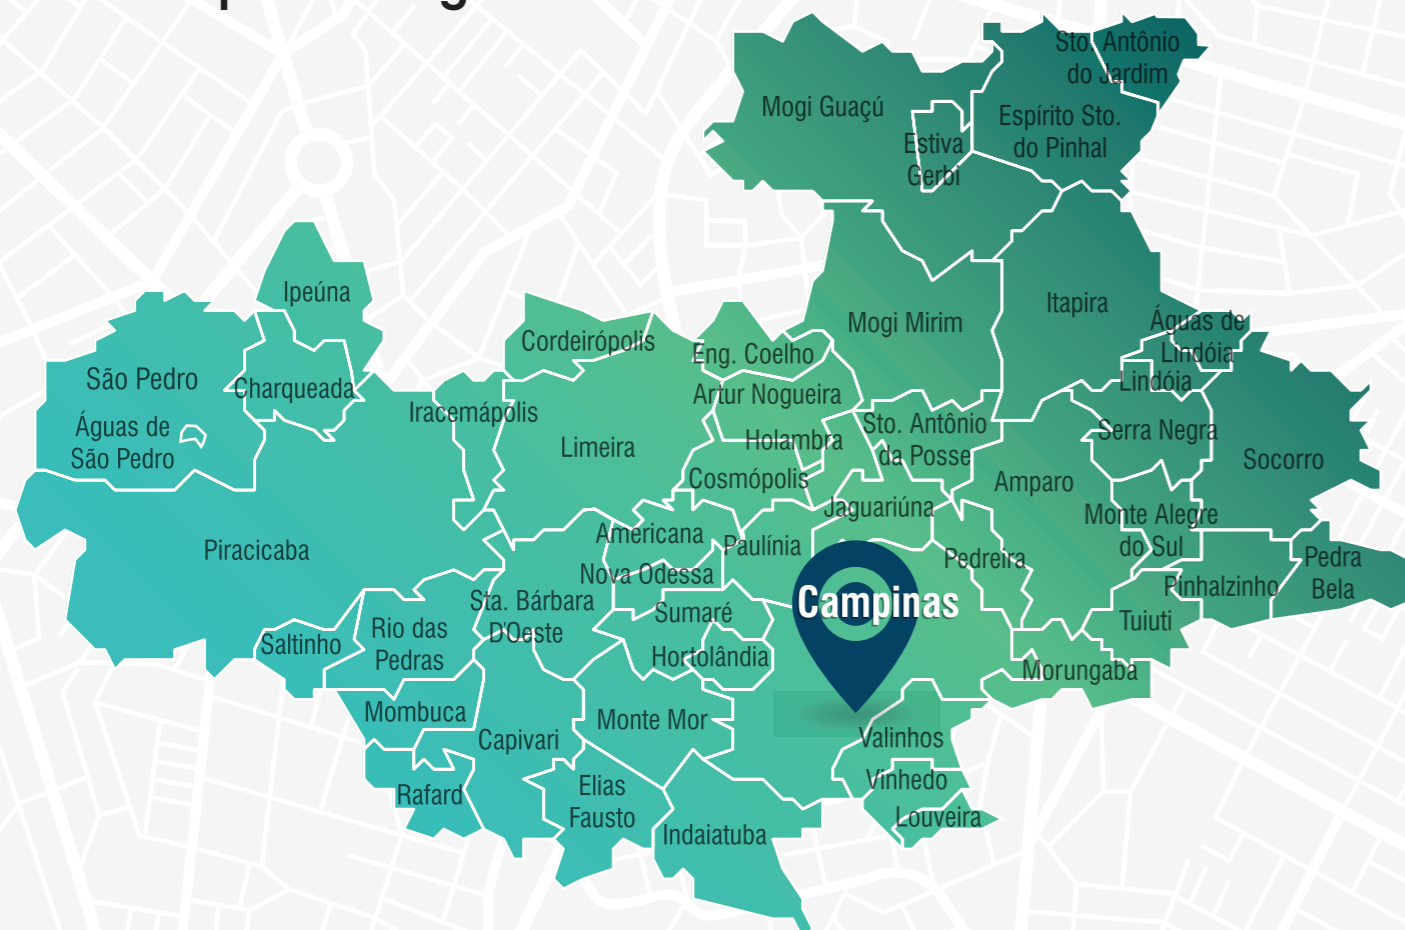 Sto. Antônio
do Jardim
Mogi Guaçú
Espírito Sto.
do Pinhal
Estiva
Gerbi
Ipeúna
Itapira
Mogi Mirim
Águas de
Lindóia
Cordeirópolis
Eng. Coelho
São Pedro
Charqueada
Lindóia
Artur Nogueira
Iracemápolis
Águas de
São Pedro
Limeira
Holambra
Sto. Antônio
da Posse
Serra Negra
Socorro
Cosmópolis
Amparo
Jaguariúna
Monte Alegre
do Sul
Americana
Paulínia
Piracicaba
Pedreira
Pedra
Bela
Nova Odessa
Pinhalzinho
Sta. Bárbara
D'Oeste
Campinas
Sumaré
Tuiuti
Rio das
Pedras
Saltinho
Hortolândia
Morungaba
Mombuca
Monte Mor
Capivari
Valinhos
Vinhedo
Elias
Fausto
Rafard
Louveira
Indaiatuba